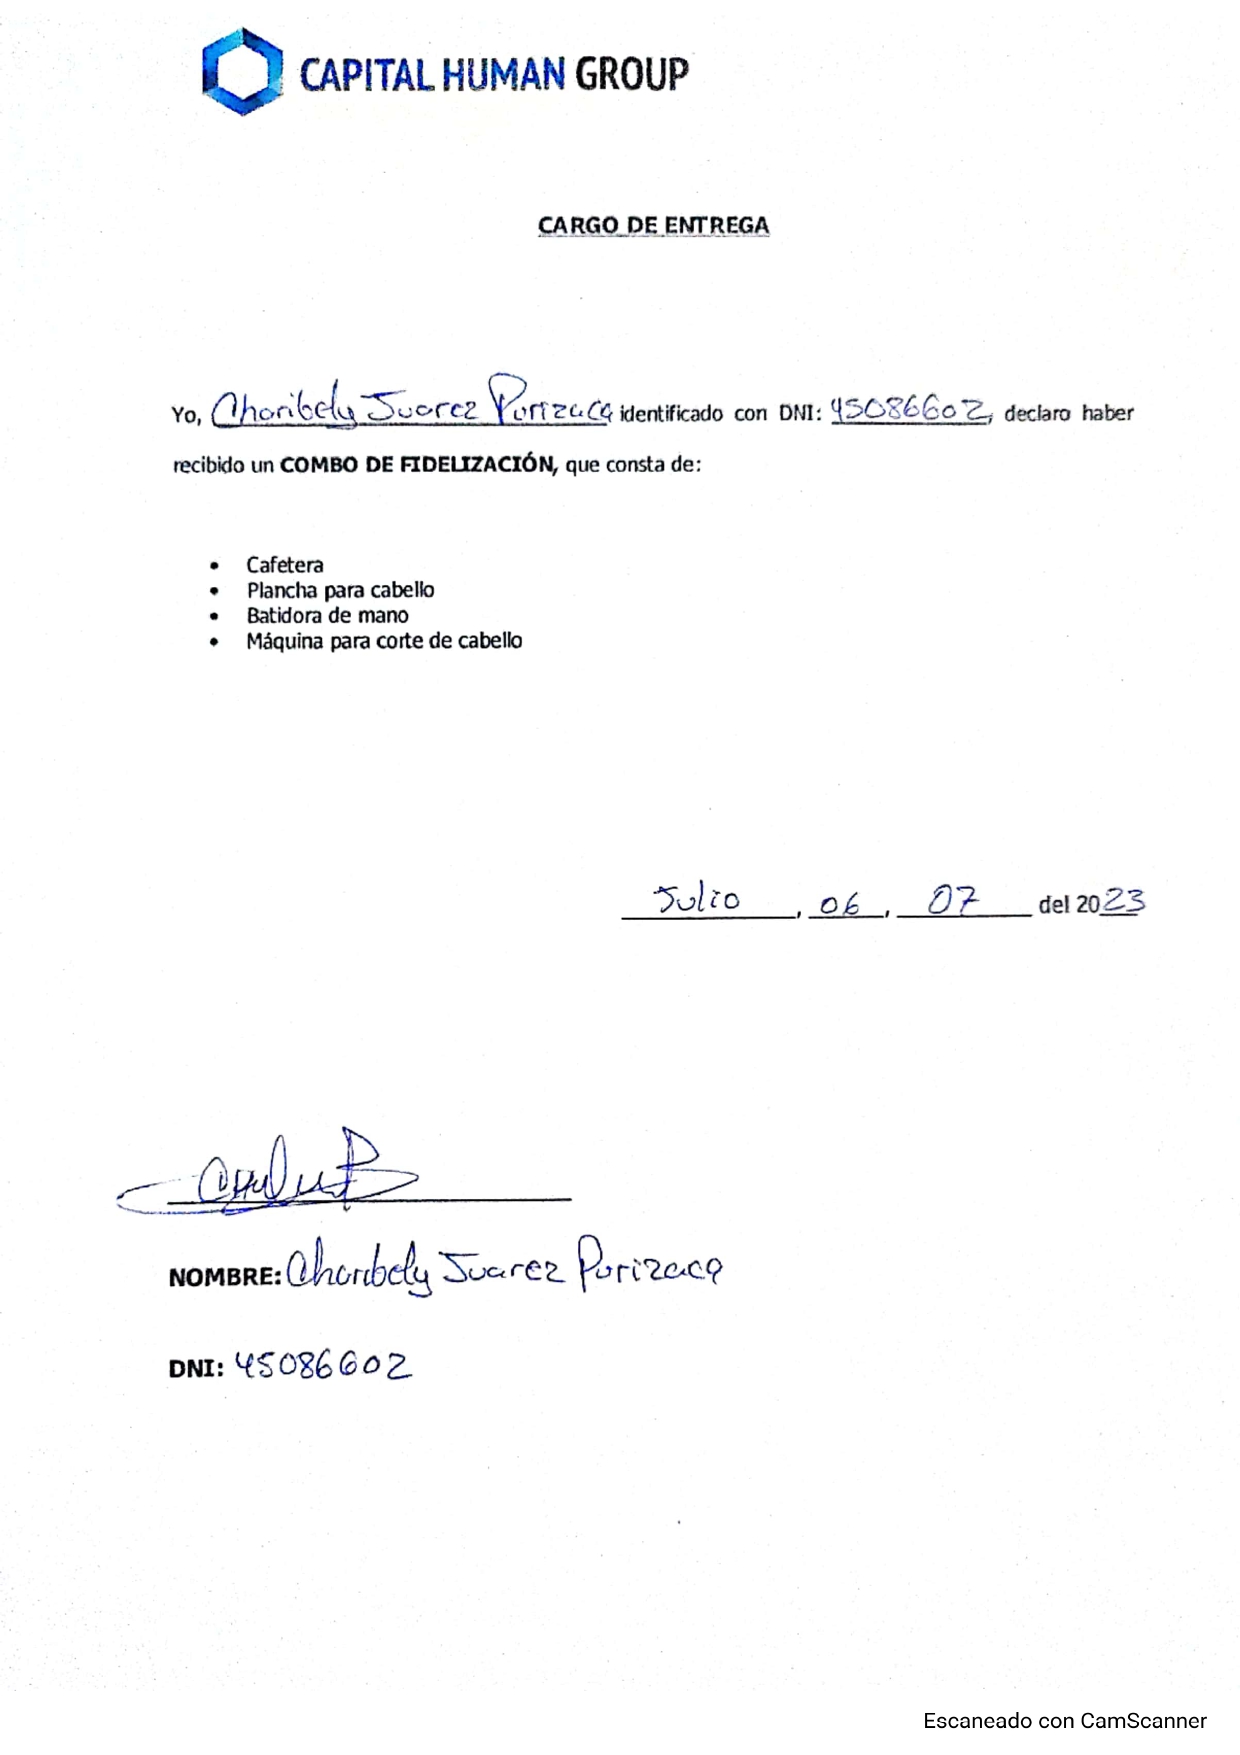 CAPITAL HUMAN GROUP
CARGO DE ENTREGA
Yo, Charibely Juarez Purizaca identificado con DNI: 45086602, declaro haber
recibido un COMBO DE FIDELIZACIÓN, que consta de:
• Cafetera
• Plancha para cabello
• Batidora de mano
• Máquina para corte de cabello
Julio, 06, 07 del 2023
NOMBRE: Charibely Juarez Purizaca
DNI: 45086602
Escaneado con CamScanner